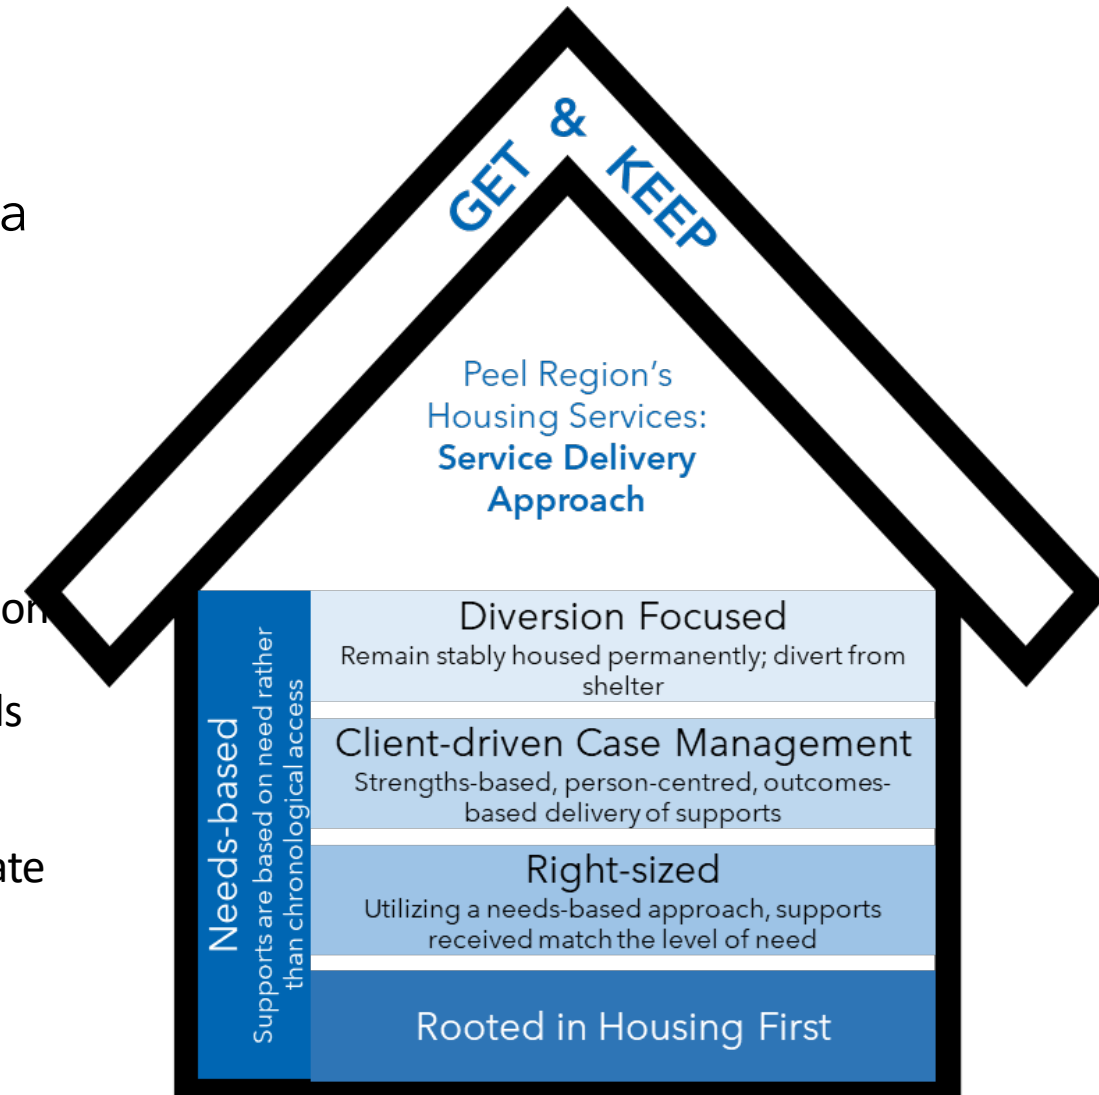 GET & KEEP
a
Peel Region's
Housing Services:
Service Delivery
Approach
on
ls
ate
Needs-based
Supports are based on need rather
than chronological access
Diversion Focused
Remain stably housed permanently; divert from
shelter
Client-driven Case Management
Strengths-based, person-centred, outcomes-
based delivery of supports
Right-sized
Utilizing a needs-based approach, supports
received match the level of need
Rooted in Housing First